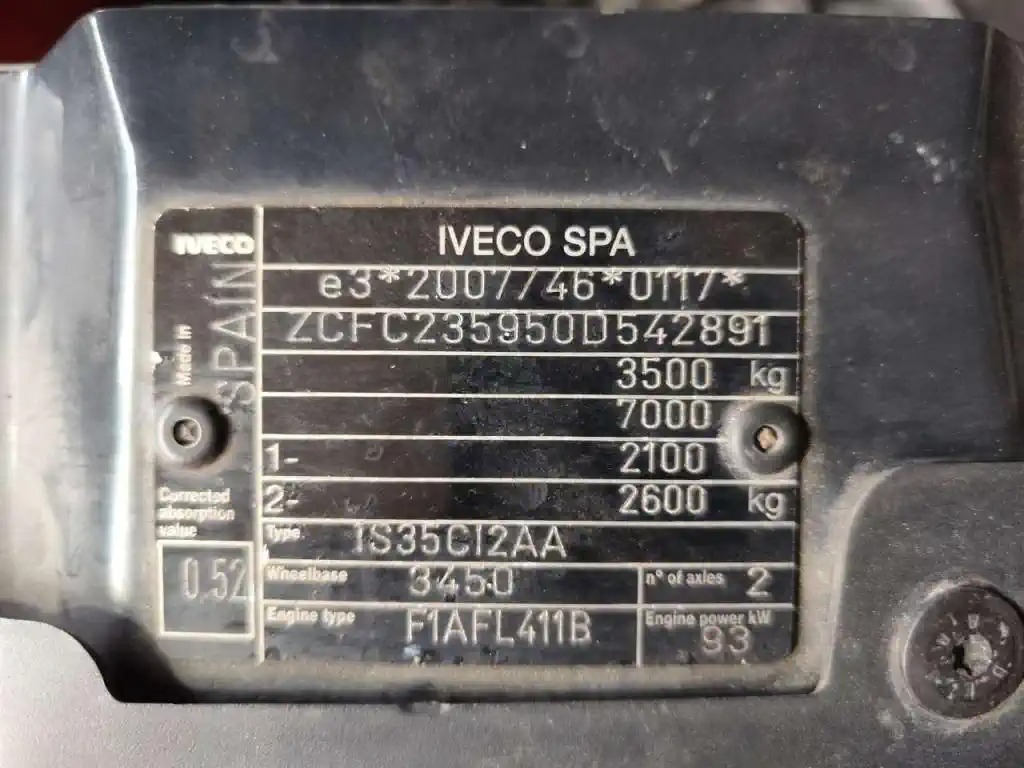 IVECO
IVECO SPA
Made in
SPAIN
e3*2007/46*0117*
ZCFC235950D542891
3500 kg
7000
1- 2100
2- 2600 kg
Corrected
absorption
value
0.52
Type. IS35CI2AA
Wheelbase 3450
n° of axles 2
Engine type F1AFL411B
Engine power kW
93